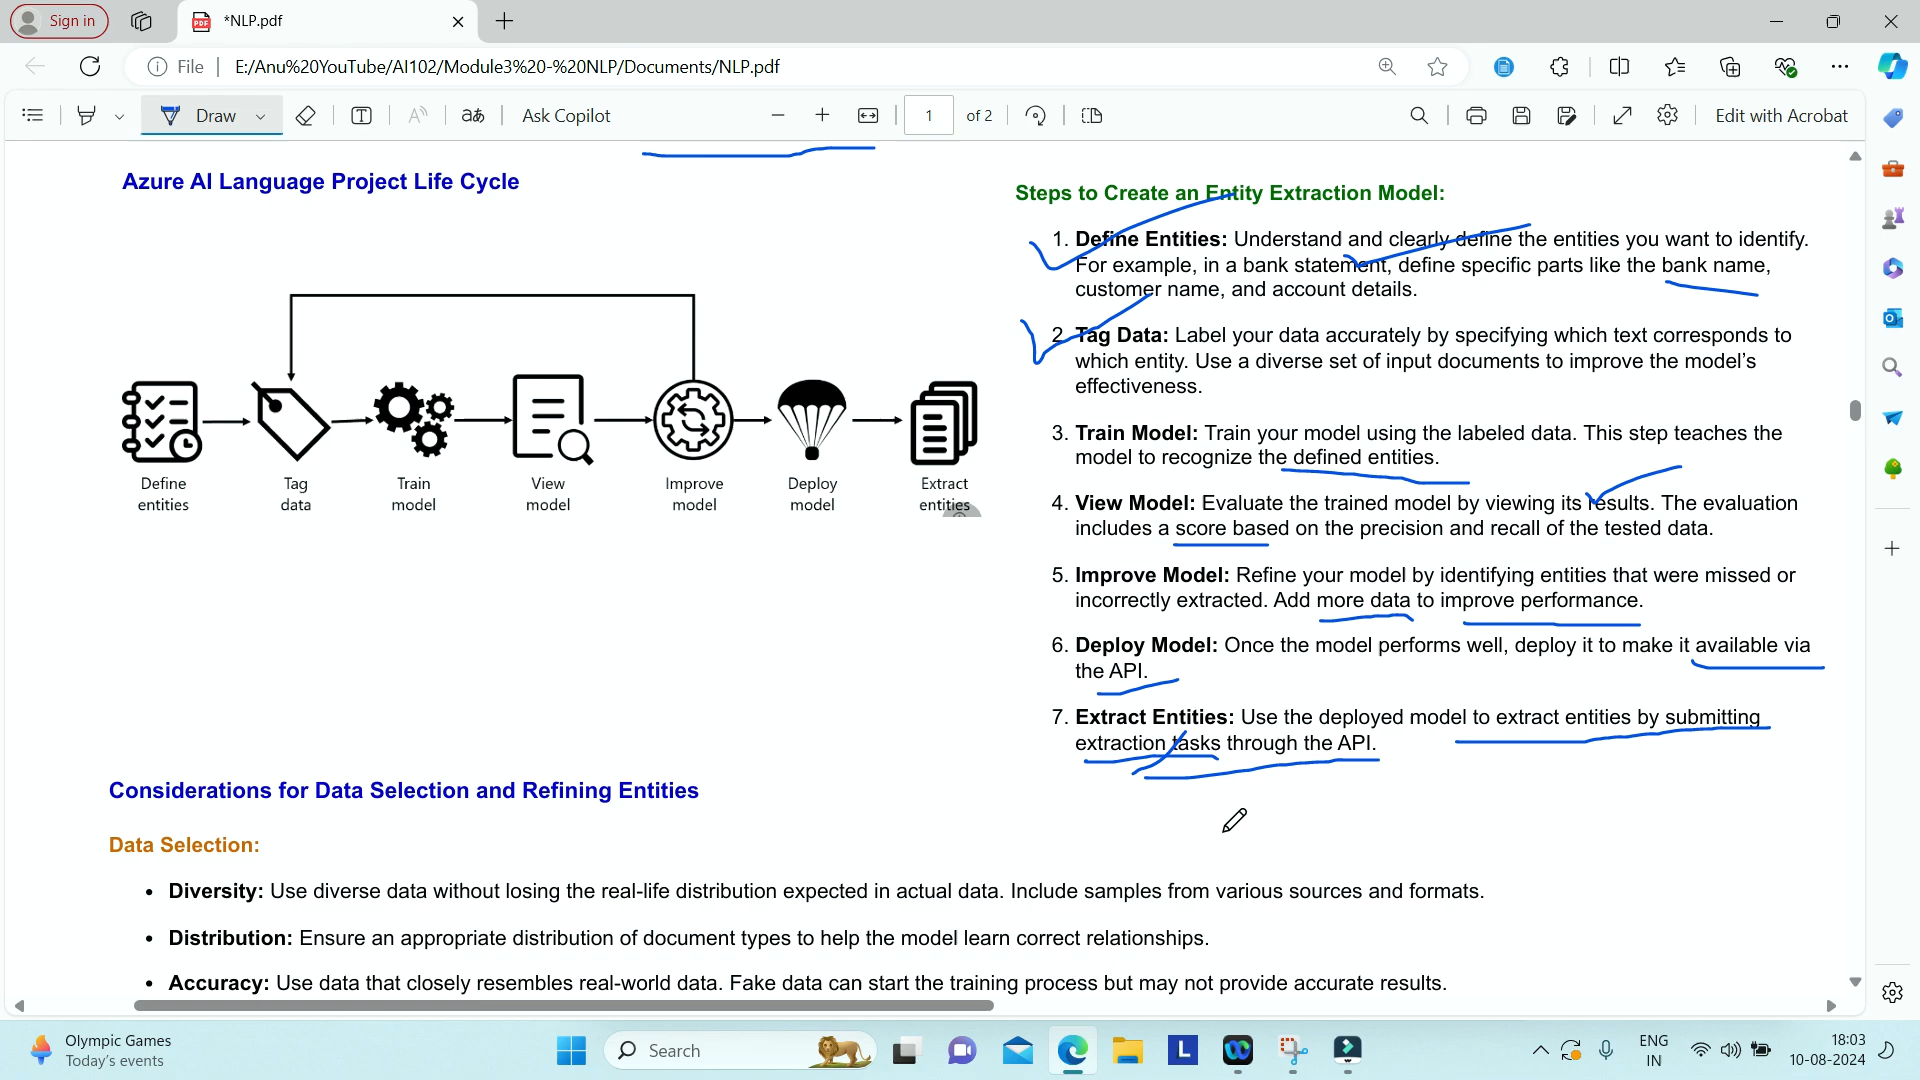 Sign in
*NLP.pdf
File
E:/Anu%20YouTube/AI102/Module3%20-%20NLP/Documents/NLP.pdf
Draw
T
aあ
Ask Copilot
1
of 2
Edit with Acrobat
Azure AI Language Project Life Cycle
Define
entities
Tag
data
Train
model
View
model
Improve
model
Deploy
model
Extract
entities
Steps to Create an Entity Extraction Model:
1. Define Entities: Understand and clearly define the entities you want to identify.
For example, in a bank statement, define specific parts like the bank name,
customer name, and account details.
2. Tag Data: Label your data accurately by specifying which text corresponds to
which entity. Use a diverse set of input documents to improve the model’s
effectiveness.
3. Train Model: Train your model using the labeled data. This step teaches the
model to recognize the defined entities.
4. View Model: Evaluate the trained model by viewing its results. The evaluation
includes a score based on the precision and recall of the tested data.
5. Improve Model: Refine your model by identifying entities that were missed or
incorrectly extracted. Add more data to improve performance.
6. Deploy Model: Once the model performs well, deploy it to make it available via
the API.
7. Extract Entities: Use the deployed model to extract entities by submitting
extraction tasks through the API.
Considerations for Data Selection and Refining Entities
Data Selection:
• Diversity: Use diverse data without losing the real-life distribution expected in actual data. Include samples from various sources and formats.
• Distribution: Ensure an appropriate distribution of document types to help the model learn correct relationships.
• Accuracy: Use data that closely resembles real-world data. Fake data can start the training process but may not provide accurate results.
Olympic Games
Today's events
Search
L
ENG
IN
18:03
10-08-2024